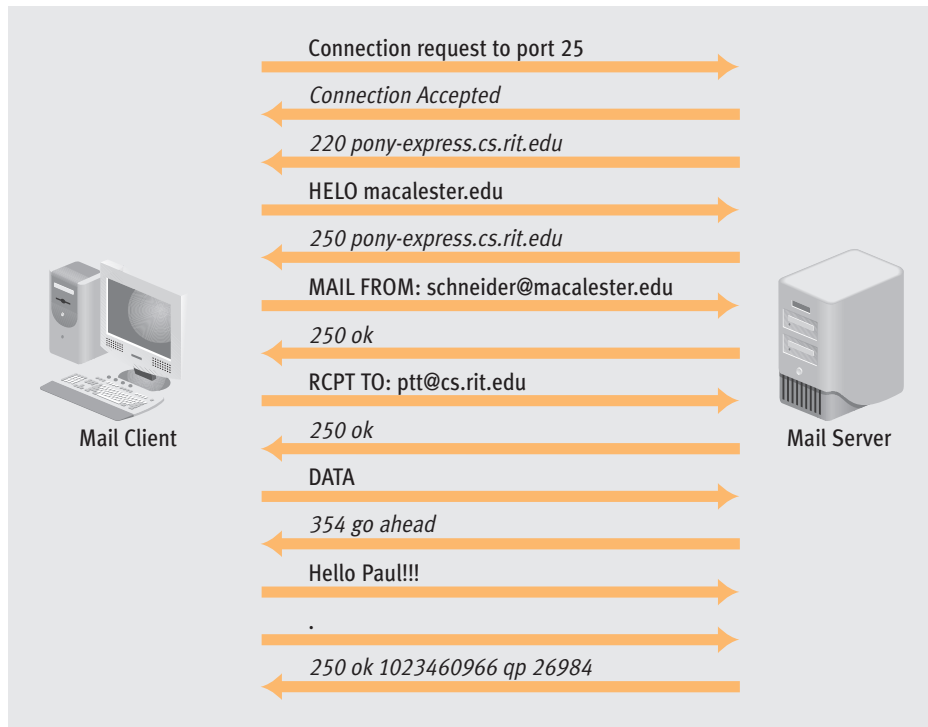 Connection request to port 25
Connection Accepted
220 pony-express.cs.rit.edu
HELO macalester.edu
250 pony-express.cs.rit.edu
MAIL FROM: schneider@macalester.edu
250 ok
RCPT TO: ptt@cs.rit.edu
250 ok
Mail Client
Mail Server
DATA
354 go ahead
Hello Paul!!!
.
250 ok 1023460966 qp 26984